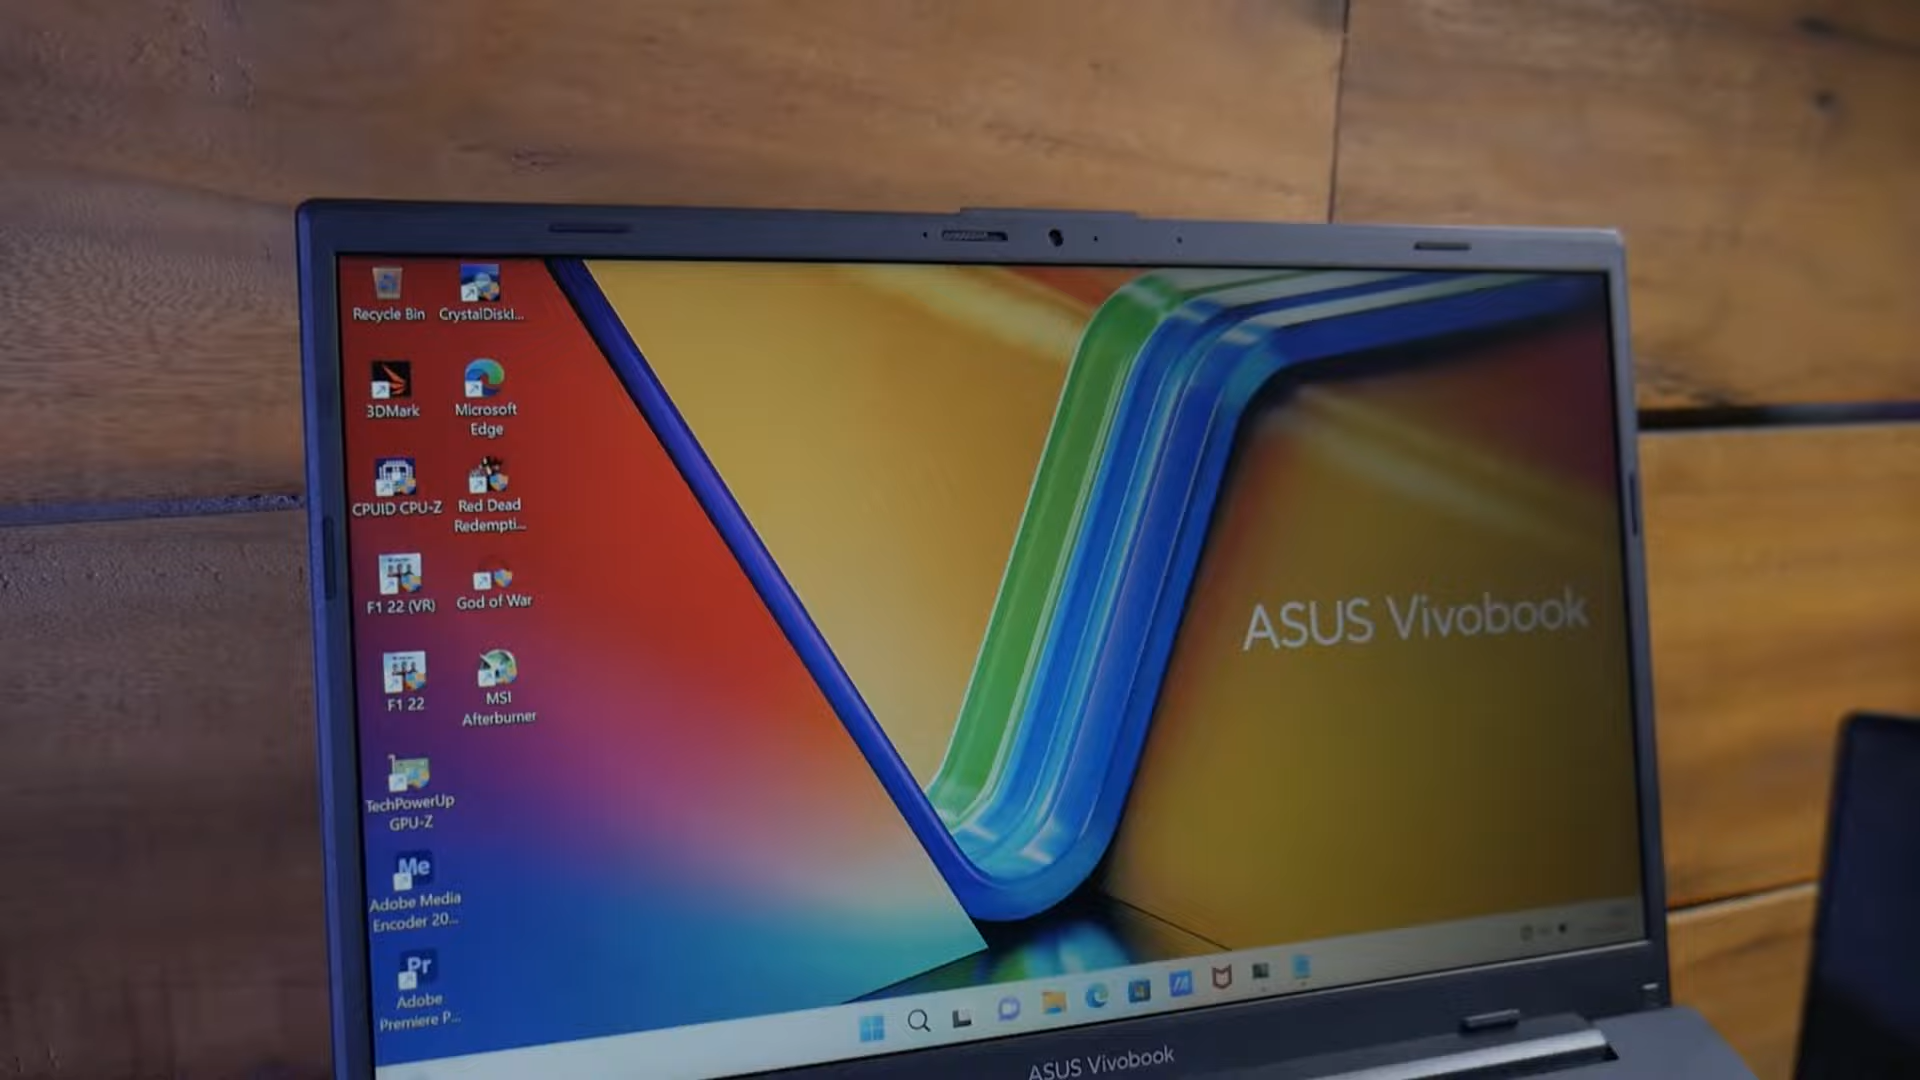 Recycle Bin
CrystalDiskI...
3DMark
Microsoft
Edge
CPUID CPU-Z
Red Dead
Redempti...
F1 22 (VR)
God of War
F1 22
MSI
Afterburner
TechPowerUp
GPU-Z
Me
Adobe Media
Encoder 20...
Pr
Adobe
Premiere P...
ASUS Vivobook
ASUS Vivobook